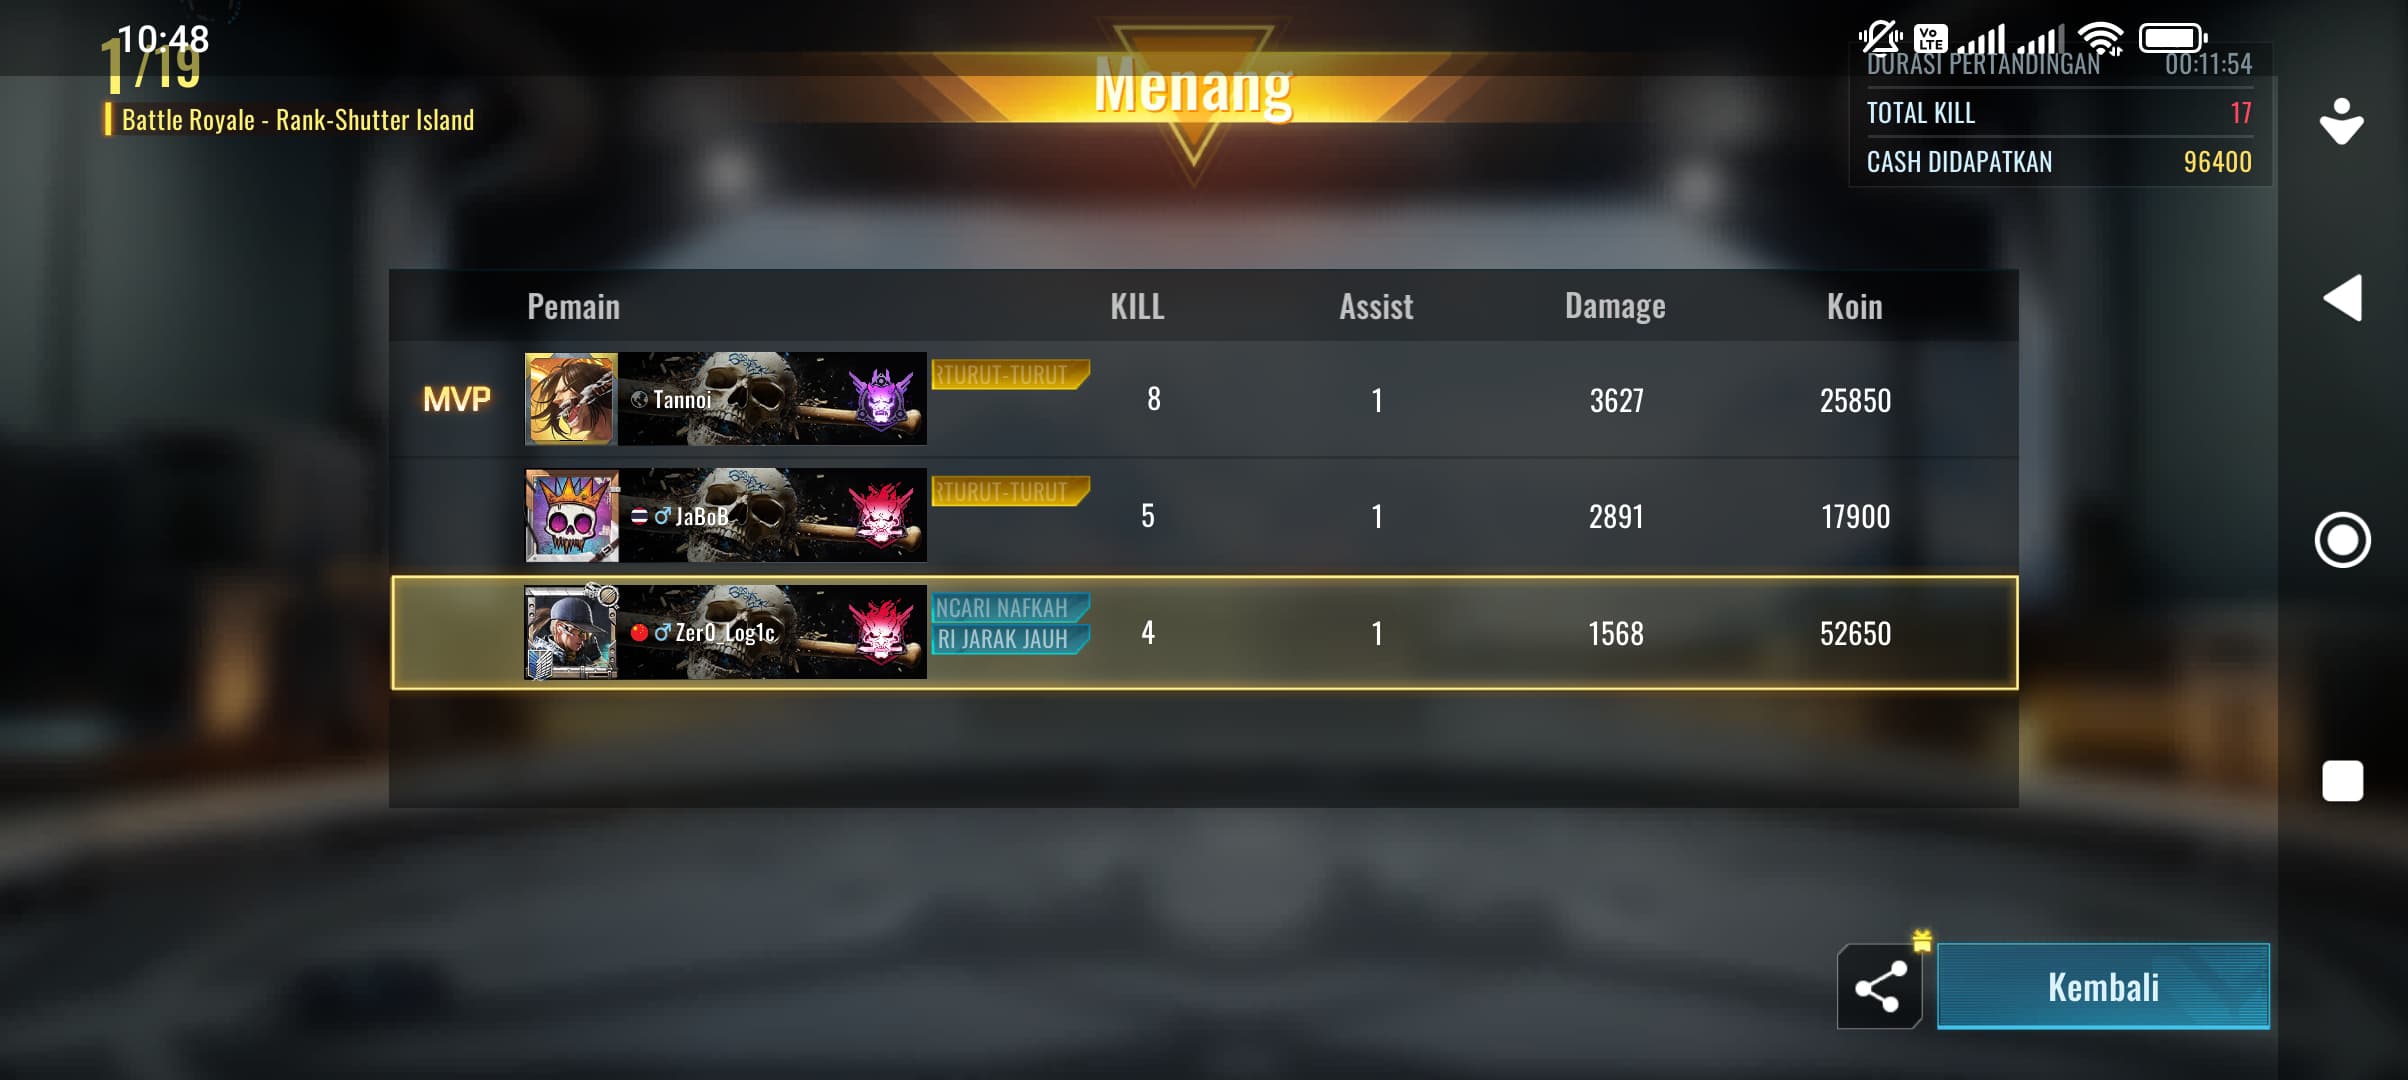 10:48
1/19
Battle Royale - Rank-Shutter Island
Menang
Vo LTE
DURASI PERTANDINGAN 00:11:54
TOTAL KILL 17
CASH DIDAPATKAN 96400
Pemain KILL Assist Damage Koin
RTURUT-TURUT
MVP Tannoi 8 1 3627 25850
RTURUT-TURUT
JaBoB 5 1 2891 17900
NCARI NAFKAH
Zer0_Log1c 4 1 1568 52650
RI JARAK JAUH
Kembali